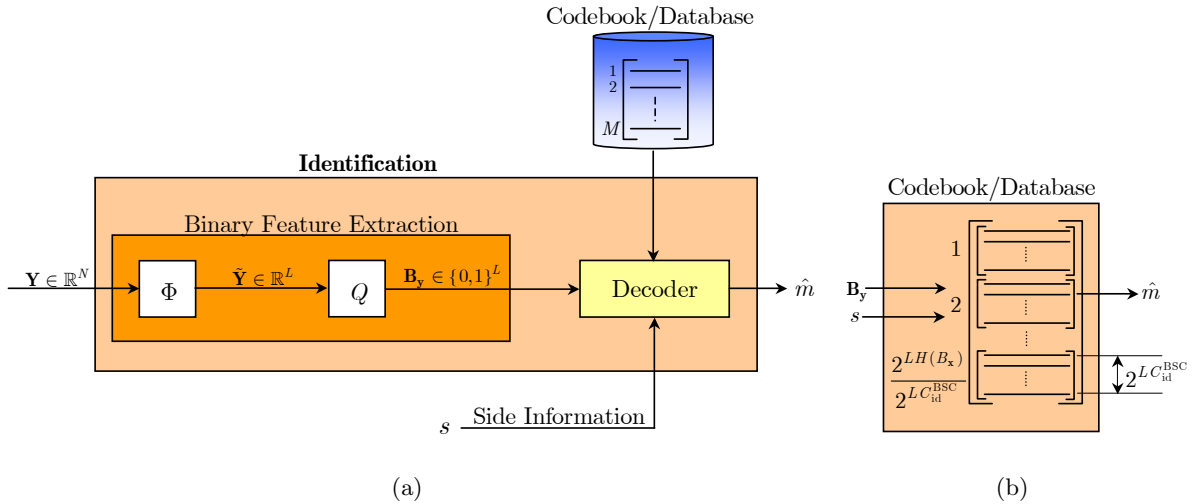 Codebook/Database
1
2
M
Identification
Binary Feature Extraction
Y ∈ ℝ^N
Φ
Ỹ ∈ ℝ^L
Q
B_y ∈ {0,1}^L
Decoder
m̂
s
Side Information
(a)
Codebook/Database
1
B_y
m̂
s
2
2^{LH(B_x)}
2^{LC_id^BSC}
2^{LC_id^BSC}
(b)